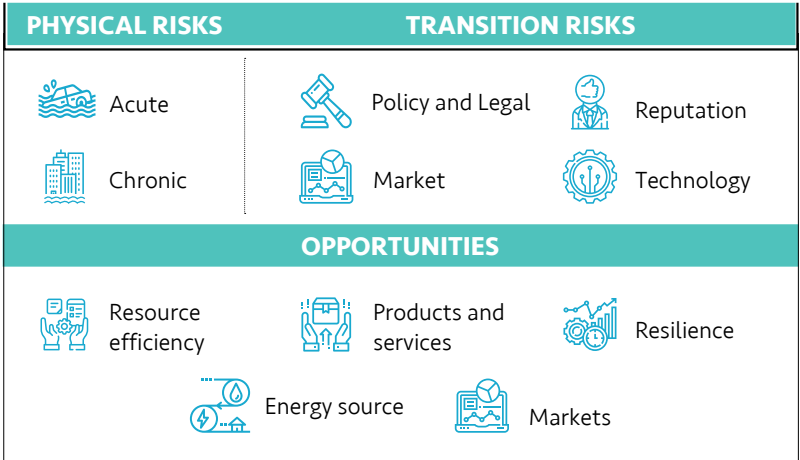 PHYSICAL RISKS
TRANSITION RISKS
Acute
Policy and Legal
Reputation
Chronic
Market
Technology
OPPORTUNITIES
Resource
efficiency
Products and
services
Resilience
Energy source
Markets